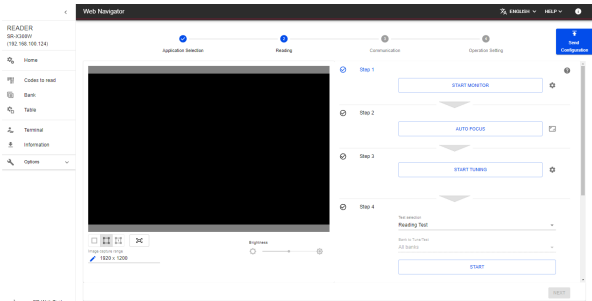 Web Navigator
ENGLISH
HELP
READER
SR-X300W
(192.168.100.124)
Home
Codes to read
Bank
Table
Terminal
Information
Options
Application Selection
2
Reading
3
Communication
4
Operation Setting
Send
Configuration
Step 1
START MONITOR
Step 2
AUTO FOCUS
Step 3
START TUNING
Step 4
Test selection
Reading Test
Bank to Tune/Test
All banks
START
Brightness
Image capture range
1920 x 1200
NEXT